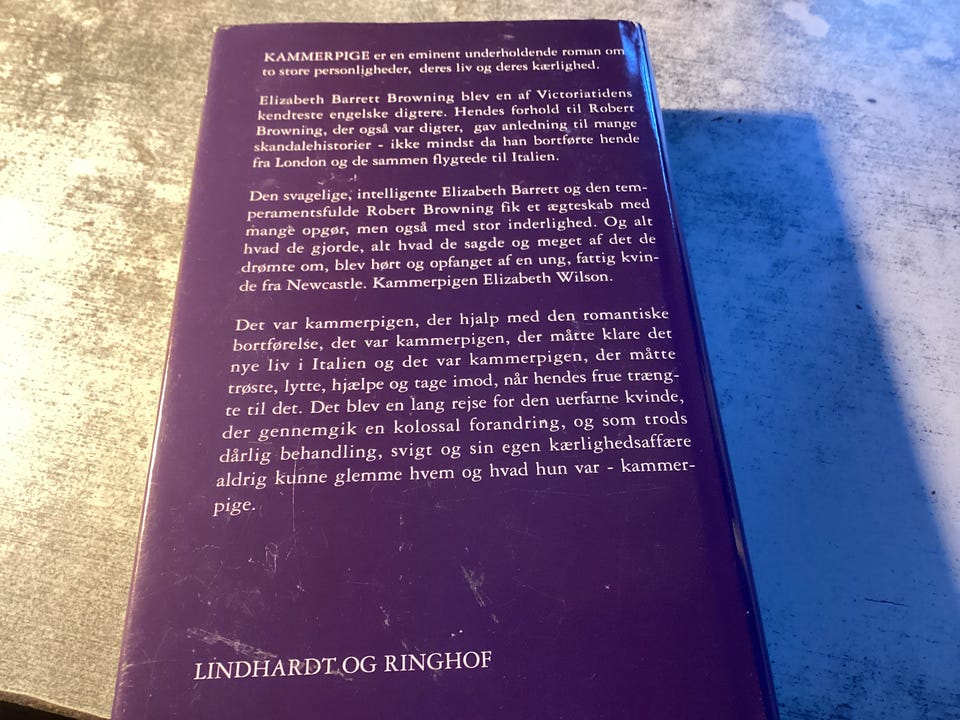 KAMMERPIGE er en eminent underholdende roman om
to store personligheder, deres liv og deres kærlighed.
Elizabeth Barrett Browning blev en af Victoriatidens
kendteste engelske digtere. Hendes forhold til Robert
Browning, der også var digter, gav anledning til mange
skandalehistorier - ikke mindst da han bortførte hende
fra London og de sammen flygtede til Italien.
Den svagelige, intelligente Elizabeth Barrett og den tem-
peramentsfulde Robert Browning fik et ægteskab med
mange opgør, men også med stor inderlighed. Og alt
hvad de gjorde, alt hvad de sagde og meget af det de
drømte om, blev hørt og opfanget af en ung, fattig kvin-
de fra Newcastle. Kammerpigen Elizabeth Wilson.
Det var kammerpigen, der hjalp med den romantiske
bortførelse, det var kammerpigen, der måtte klare det
nye liv i Italien og det var kammerpigen, der måtte
trøste, lytte, hjælpe og tage imod, når hendes frue træng-
te til det. Det blev en lang rejse for den uerfarne kvinde,
der gennemgik en kolossal forandring, og som trods
dårlig behandling, svigt og sin egen kærlighedsaffære
aldrig kunne glemme hvem og hvad hun var - kammer-
pige.
LINDHARDT OG RINGHOF